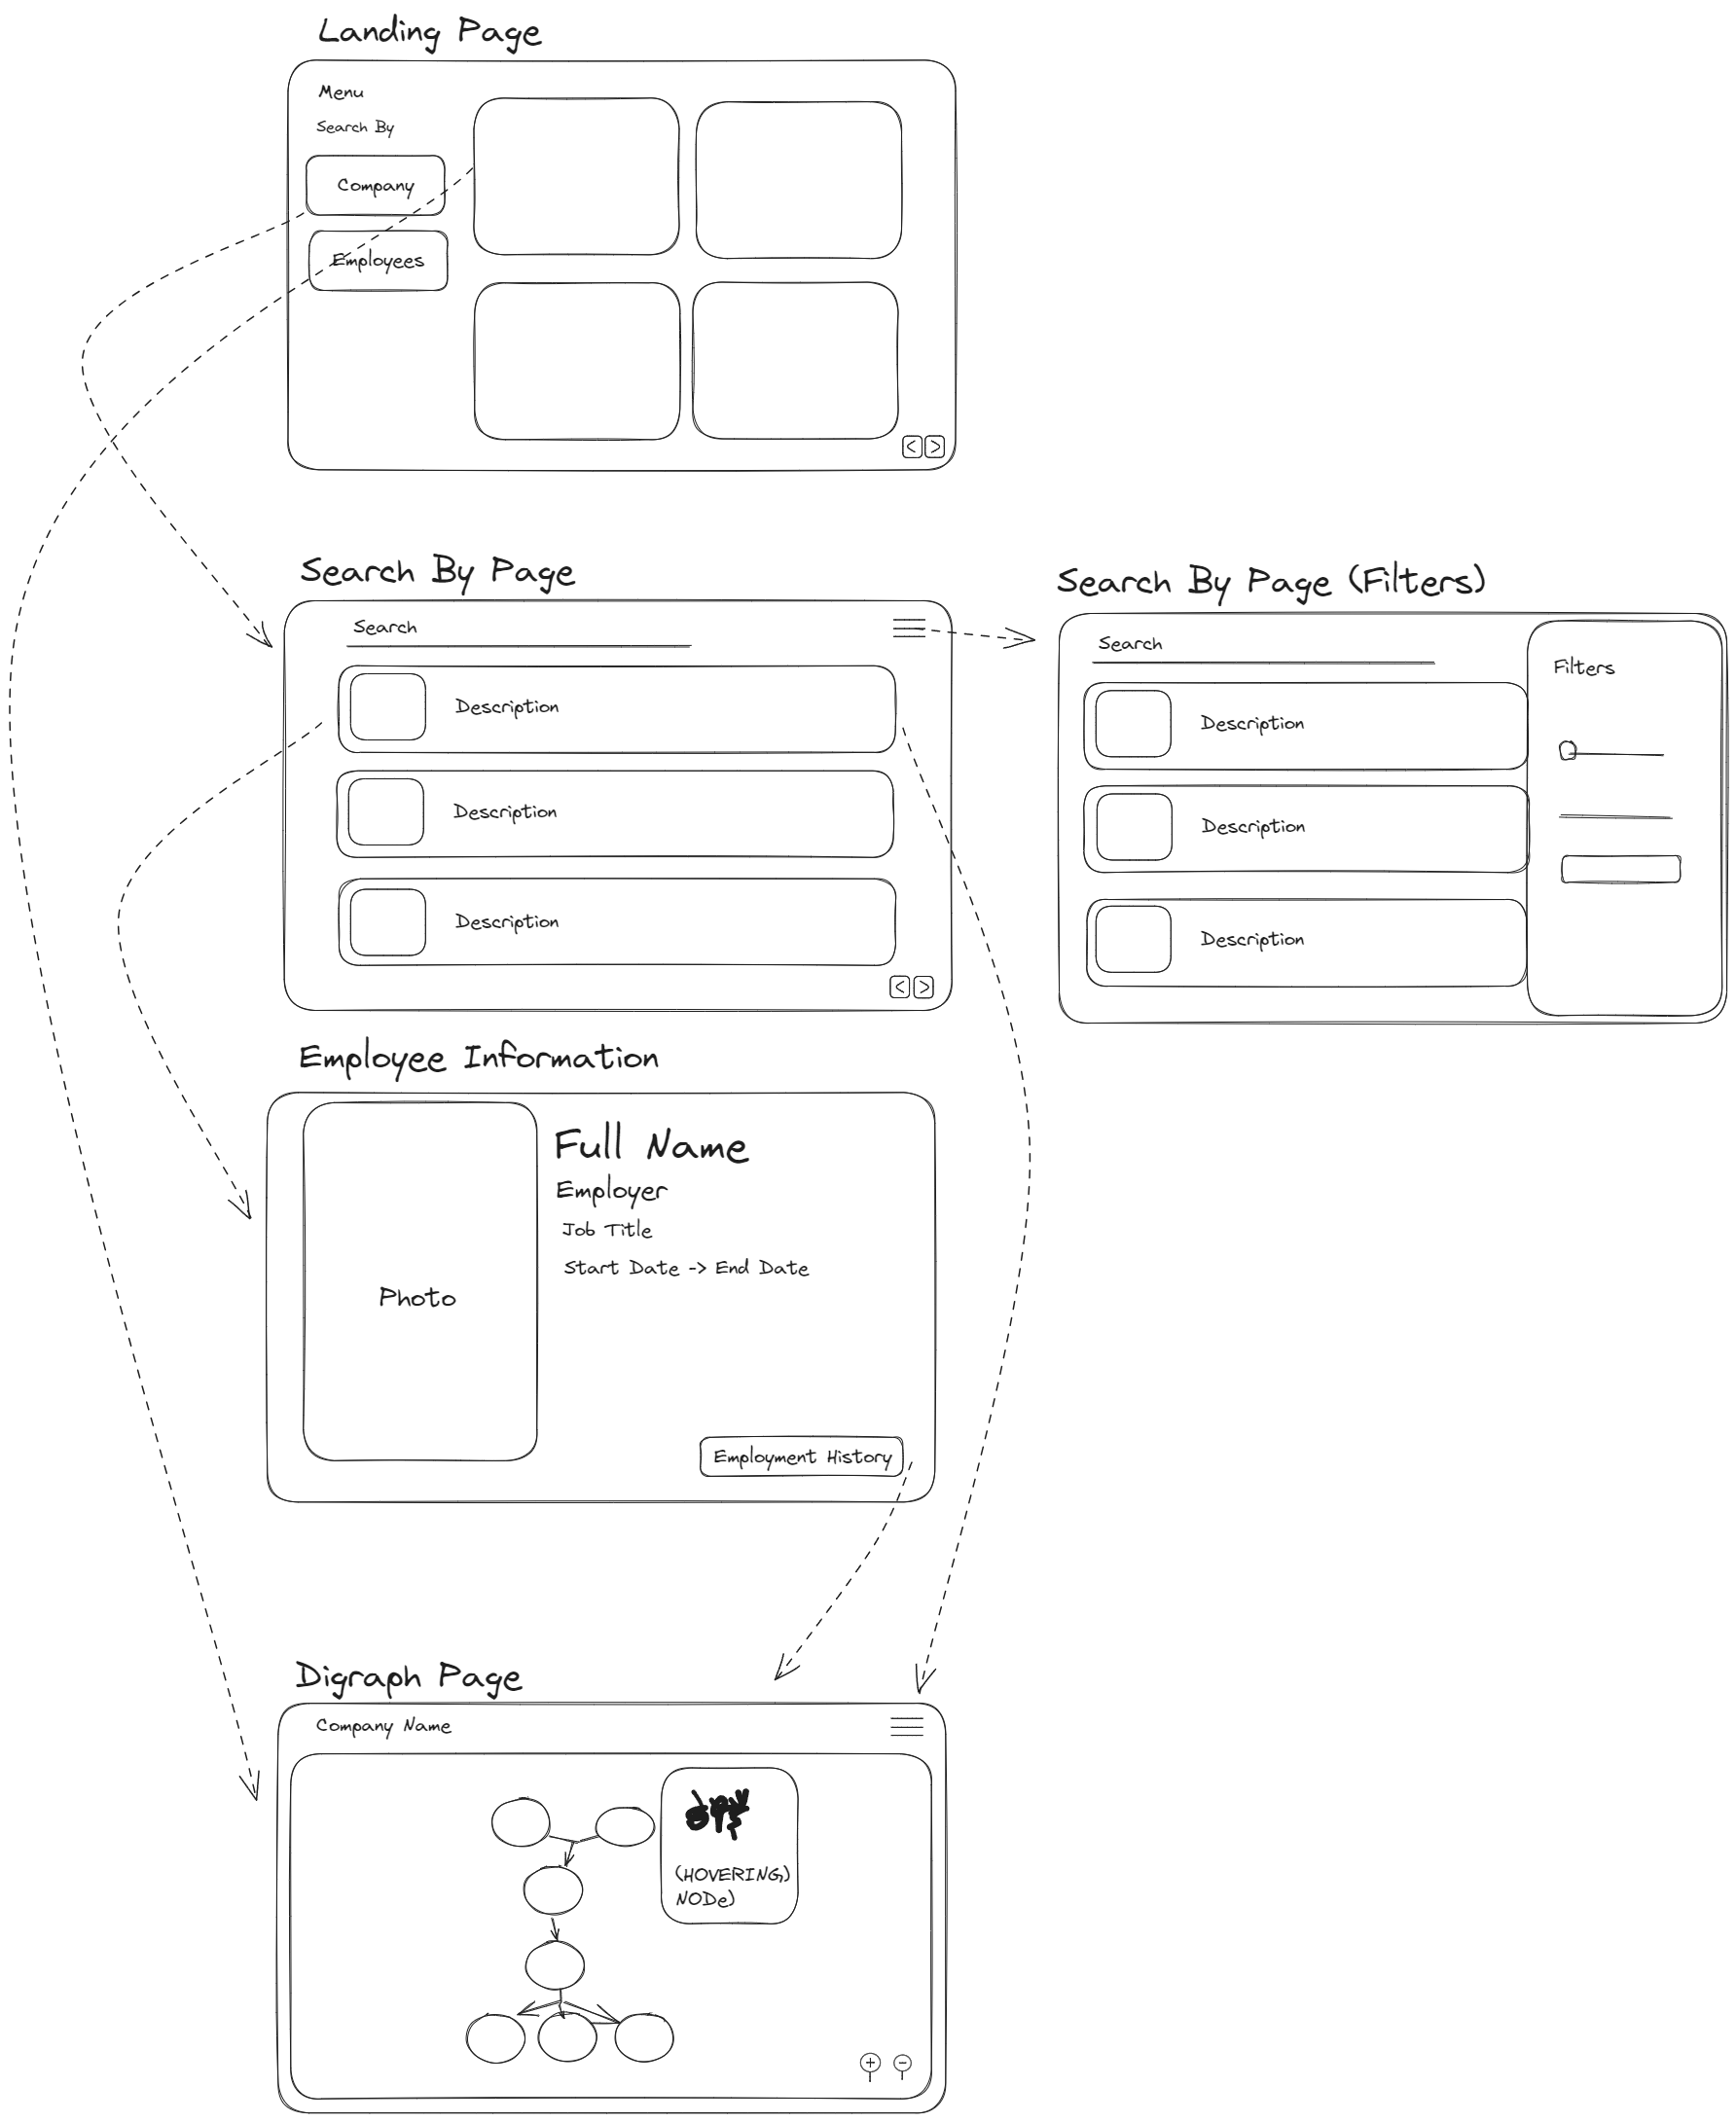 Landing Page
Menu
Search By
Company
Employees
< >
Search By Page
Search
Description
Description
Description
< >
Search By Page (Filters)
Search
Filters
Description
Description
Description
Employee Information
Photo
Full Name
Employer
Job Title
Start Date -> End Date
Employment History
Digraph Page
Company Name
(HOVERING)
NODe)
+ -